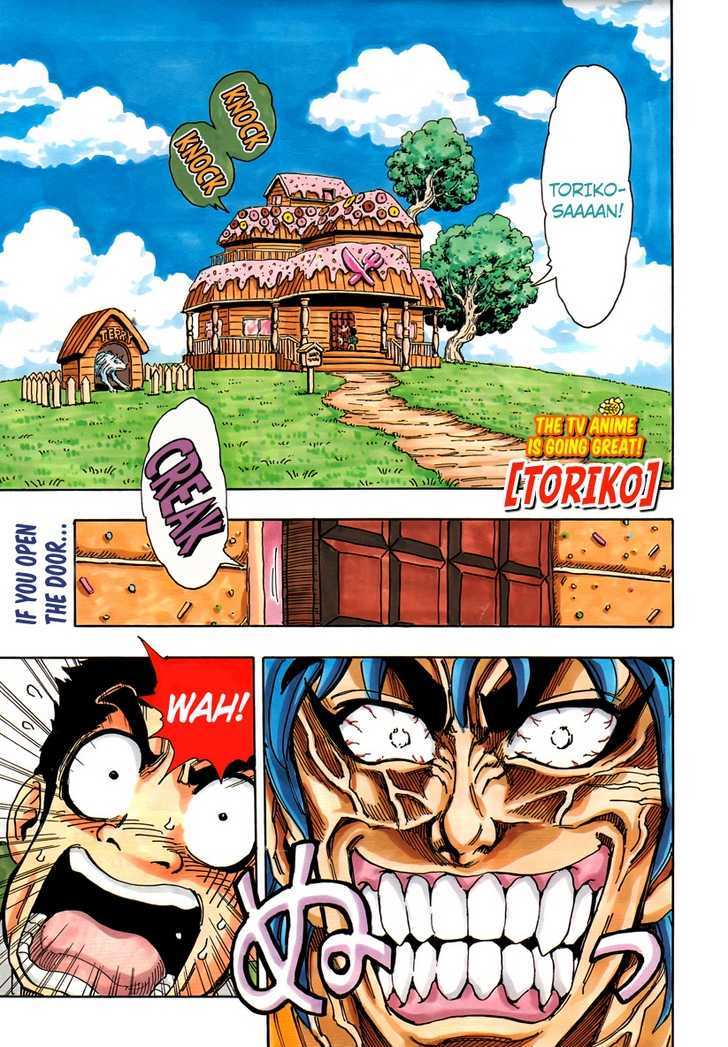 TORIKO-
SAAAAN!
KNOCK
KNOCK
TERRY
THE TV ANIME
IS GOING GREAT!
[TORIKO]
CREAK
IF YOU OPEN
THE DOOR...
WAH!
ぬっ